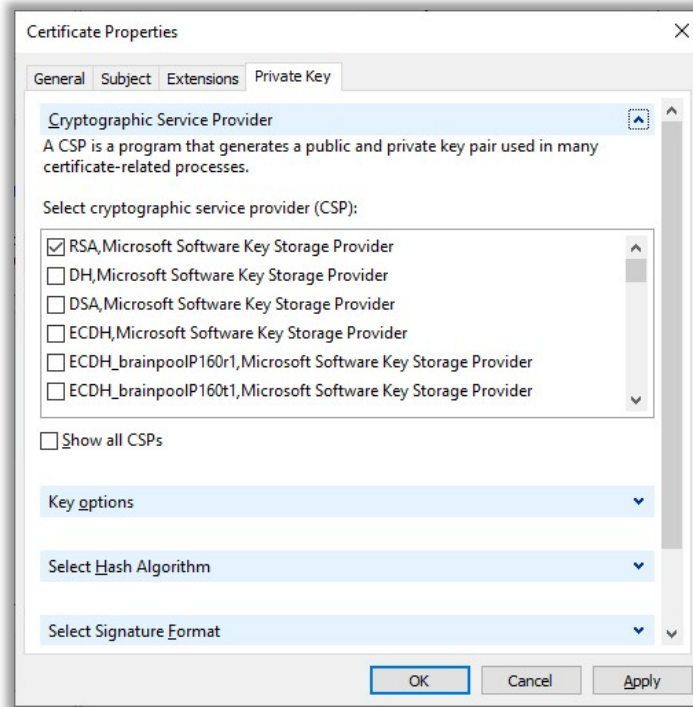 Certificate Properties
General Subject Extensions Private Key
Cryptographic Service Provider
A CSP is a program that generates a public and private key pair used in many
certificate-related processes.
Select cryptographic service provider (CSP):
RSA,Microsoft Software Key Storage Provider
DH,Microsoft Software Key Storage Provider
DSA,Microsoft Software Key Storage Provider
ECDH,Microsoft Software Key Storage Provider
ECDH_brainpoolP160r1,Microsoft Software Key Storage Provider
ECDH_brainpoolP160t1,Microsoft Software Key Storage Provider
Show all CSPs
Key options
Select Hash Algorithm
Select Signature Format
OK Cancel Apply